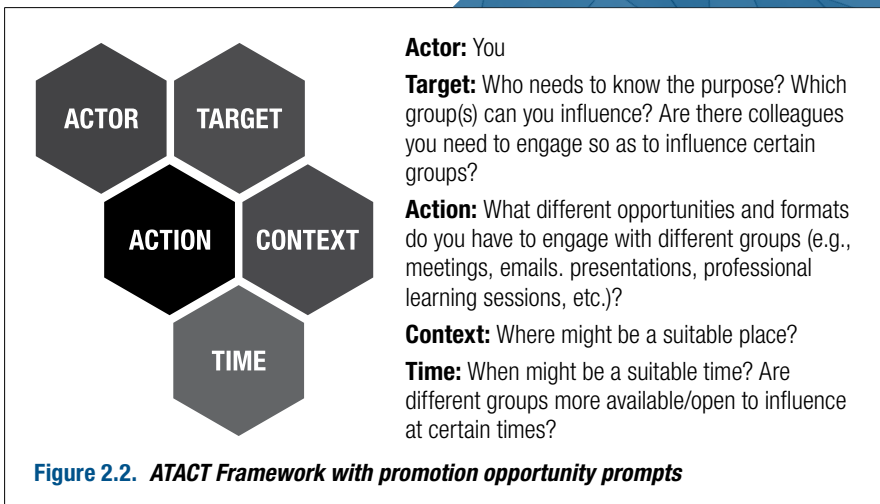 ACTOR
TARGET
ACTION
CONTEXT
TIME
Actor: You
Target: Who needs to know the purpose? Which
group(s) can you influence? Are there colleagues
you need to engage so as to influence certain
groups?
Action: What different opportunities and formats
do you have to engage with different groups (e.g.,
meetings, emails. presentations, professional
learning sessions, etc.)?
Context: Where might be a suitable place?
Time: When might be a suitable time? Are
different groups more available/open to influence
at certain times?
Figure 2.2. ATACT Framework with promotion opportunity prompts